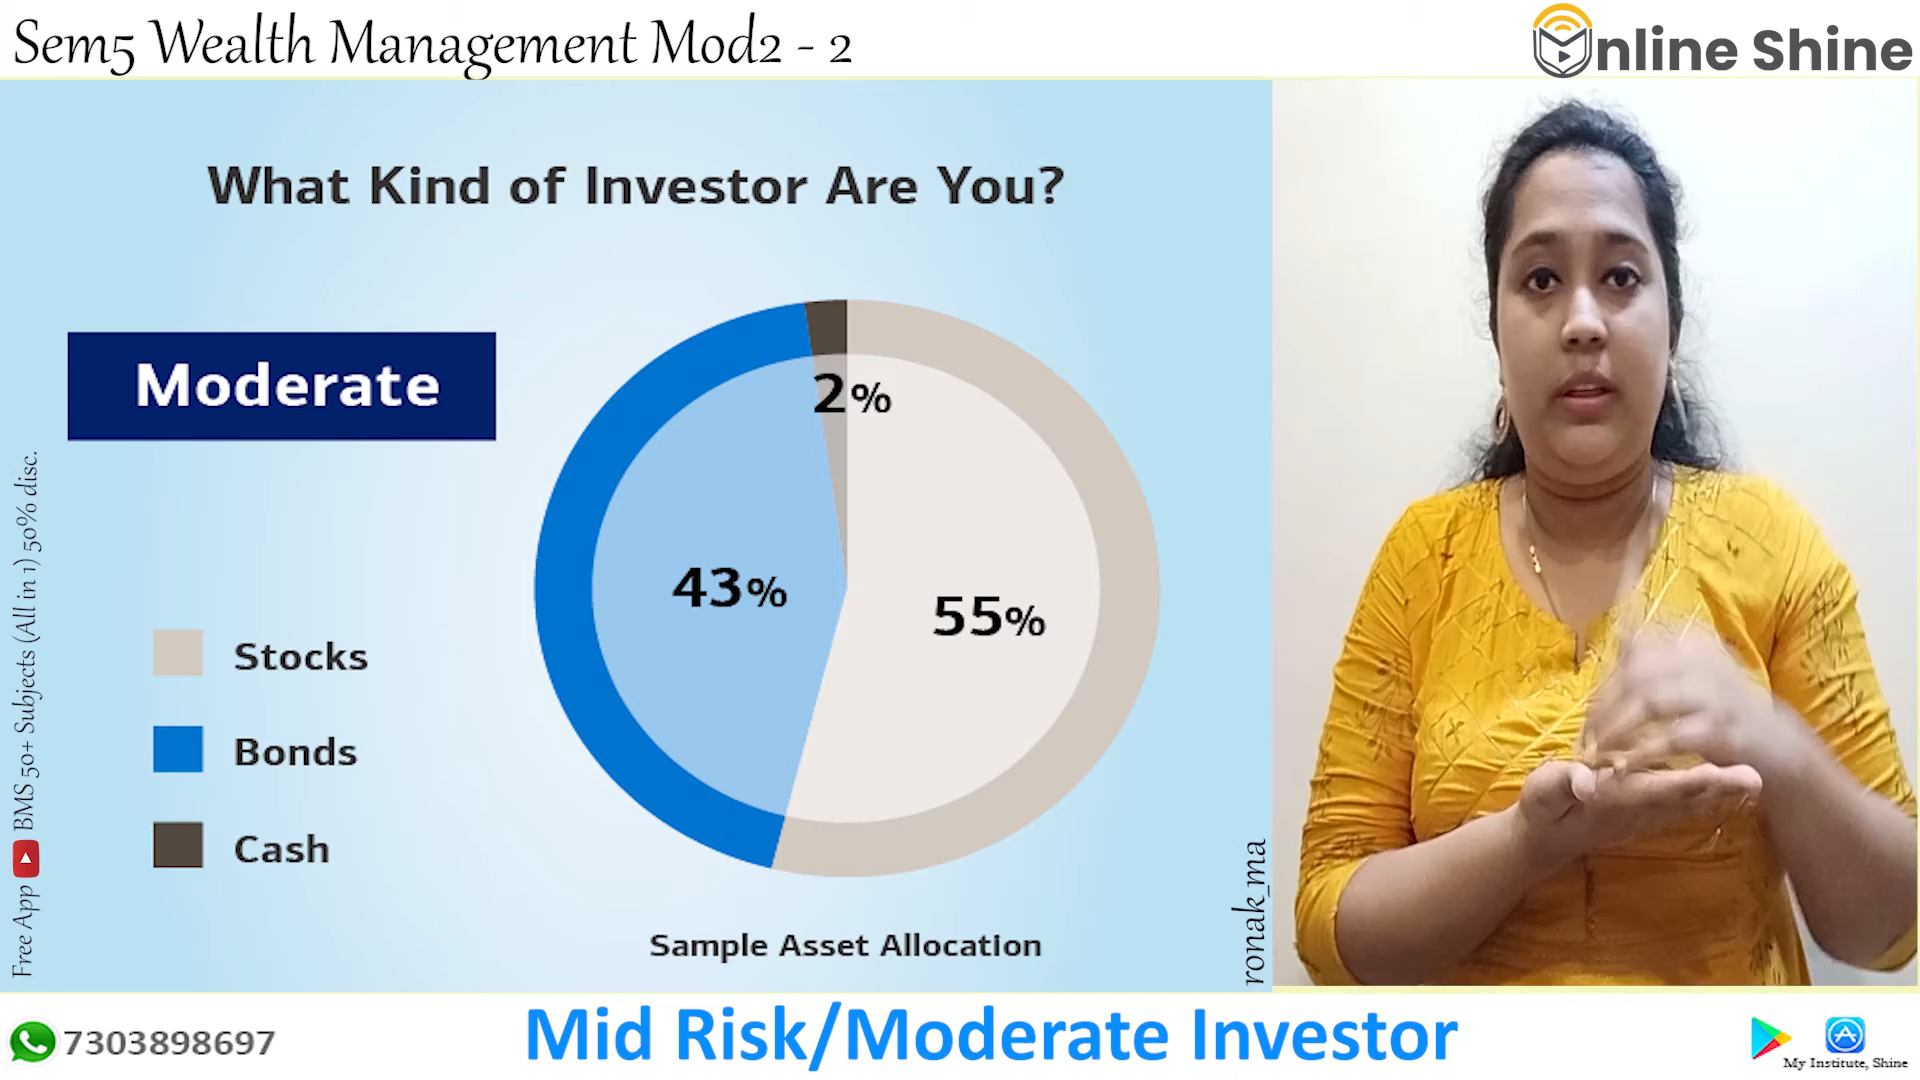 Sem5 Wealth Management Mod2 - 2
Online Shine
What Kind of Investor Are You?
Moderate
2%
43%
55%
Stocks
Bonds
Cash
Sample Asset Allocation
Free App BMS 50+ Subjects (All in 1) 50% disc.
ronak_ma
7303898697
Mid Risk/Moderate Investor
My Institute, Shine